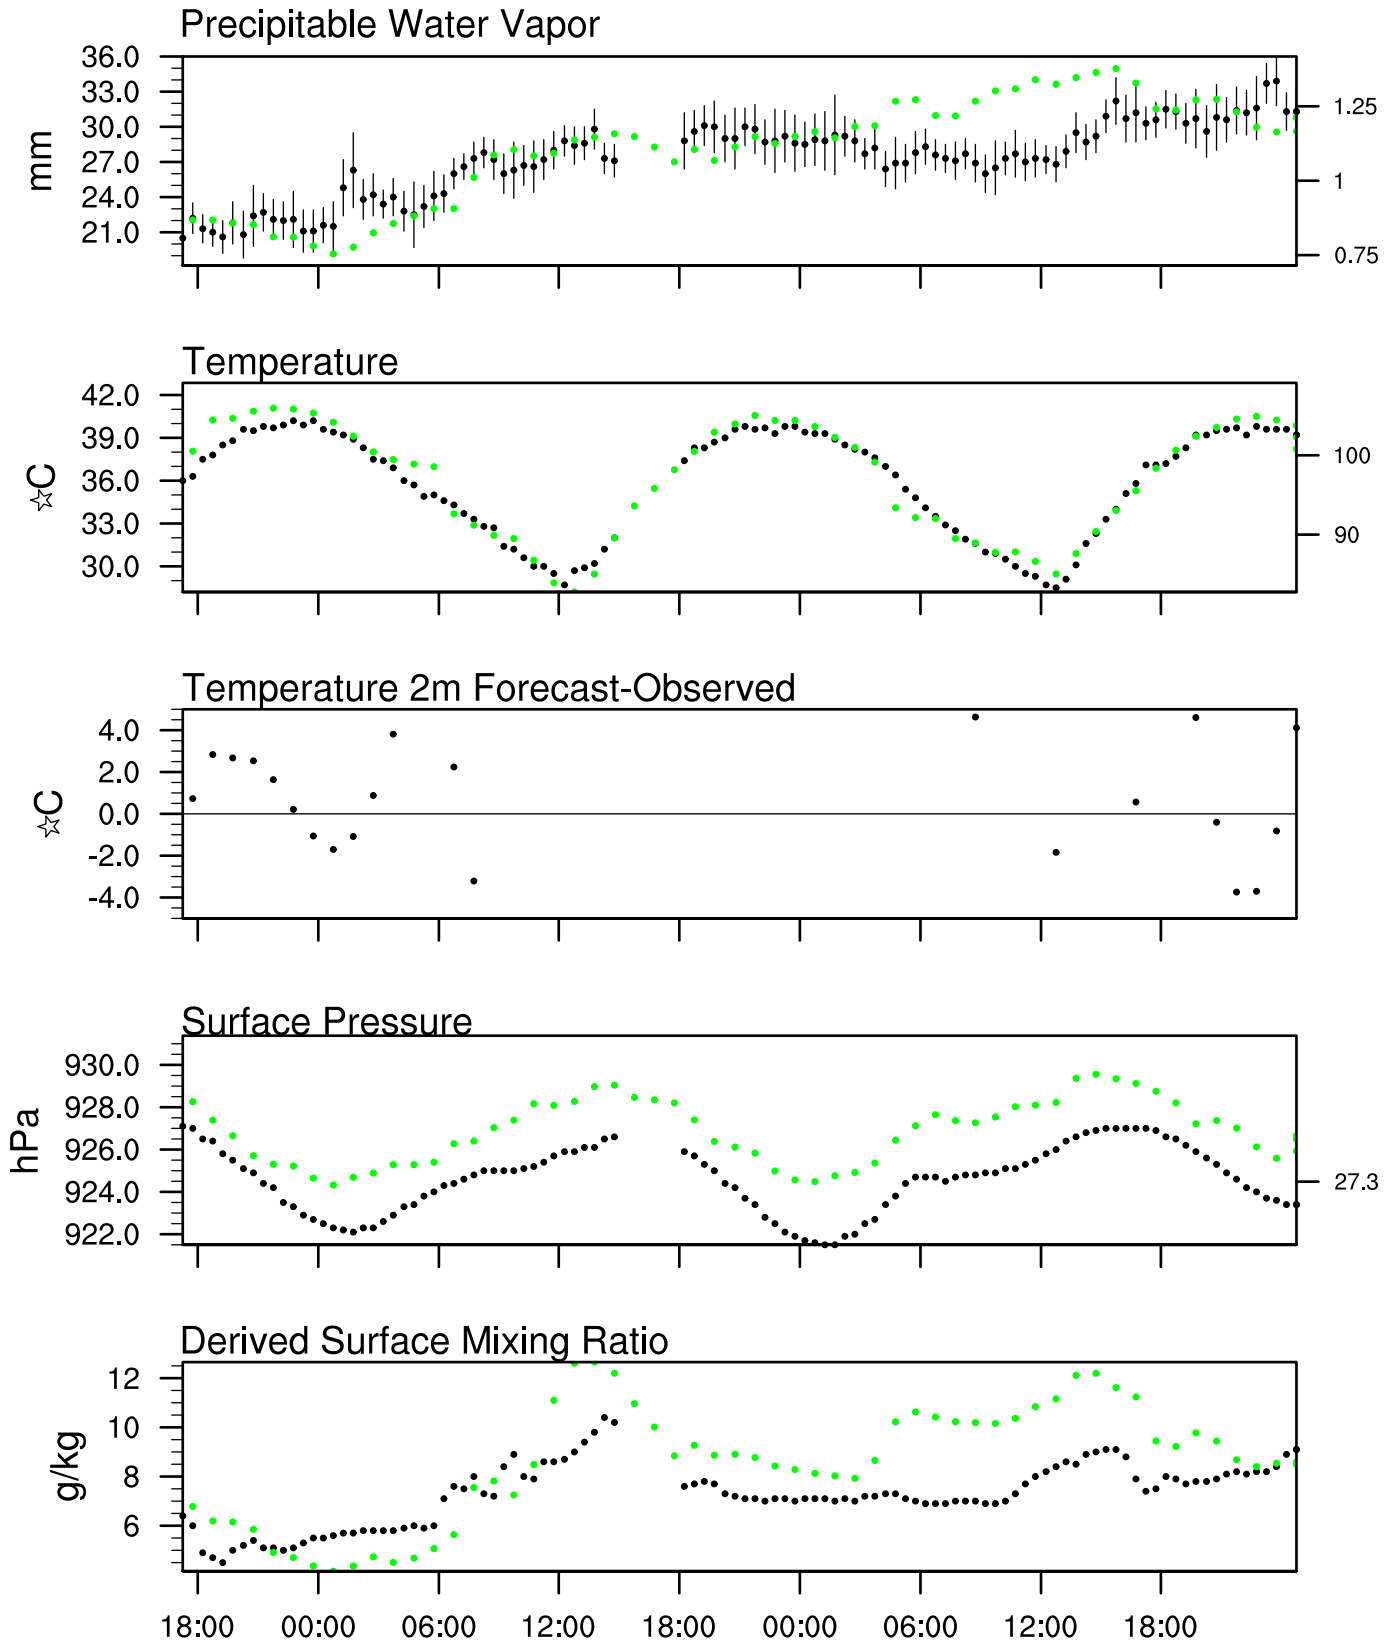 Precipitable Water Vapor
36.0
33.0
30.0
27.0
24.0
21.0
mm
1.25
1
0.75
Temperature
42.0
39.0
36.0
33.0
30.0
☆C
100
90
Temperature 2m Forecast-Observed
4.0
2.0
0.0
-2.0
-4.0
☆C
Surface Pressure
930.0
928.0
926.0
924.0
922.0
hPa
27.3
Derived Surface Mixing Ratio
12
10
8
6
g/kg
18:00 00:00 06:00 12:00 18:00 00:00 06:00 12:00 18:00